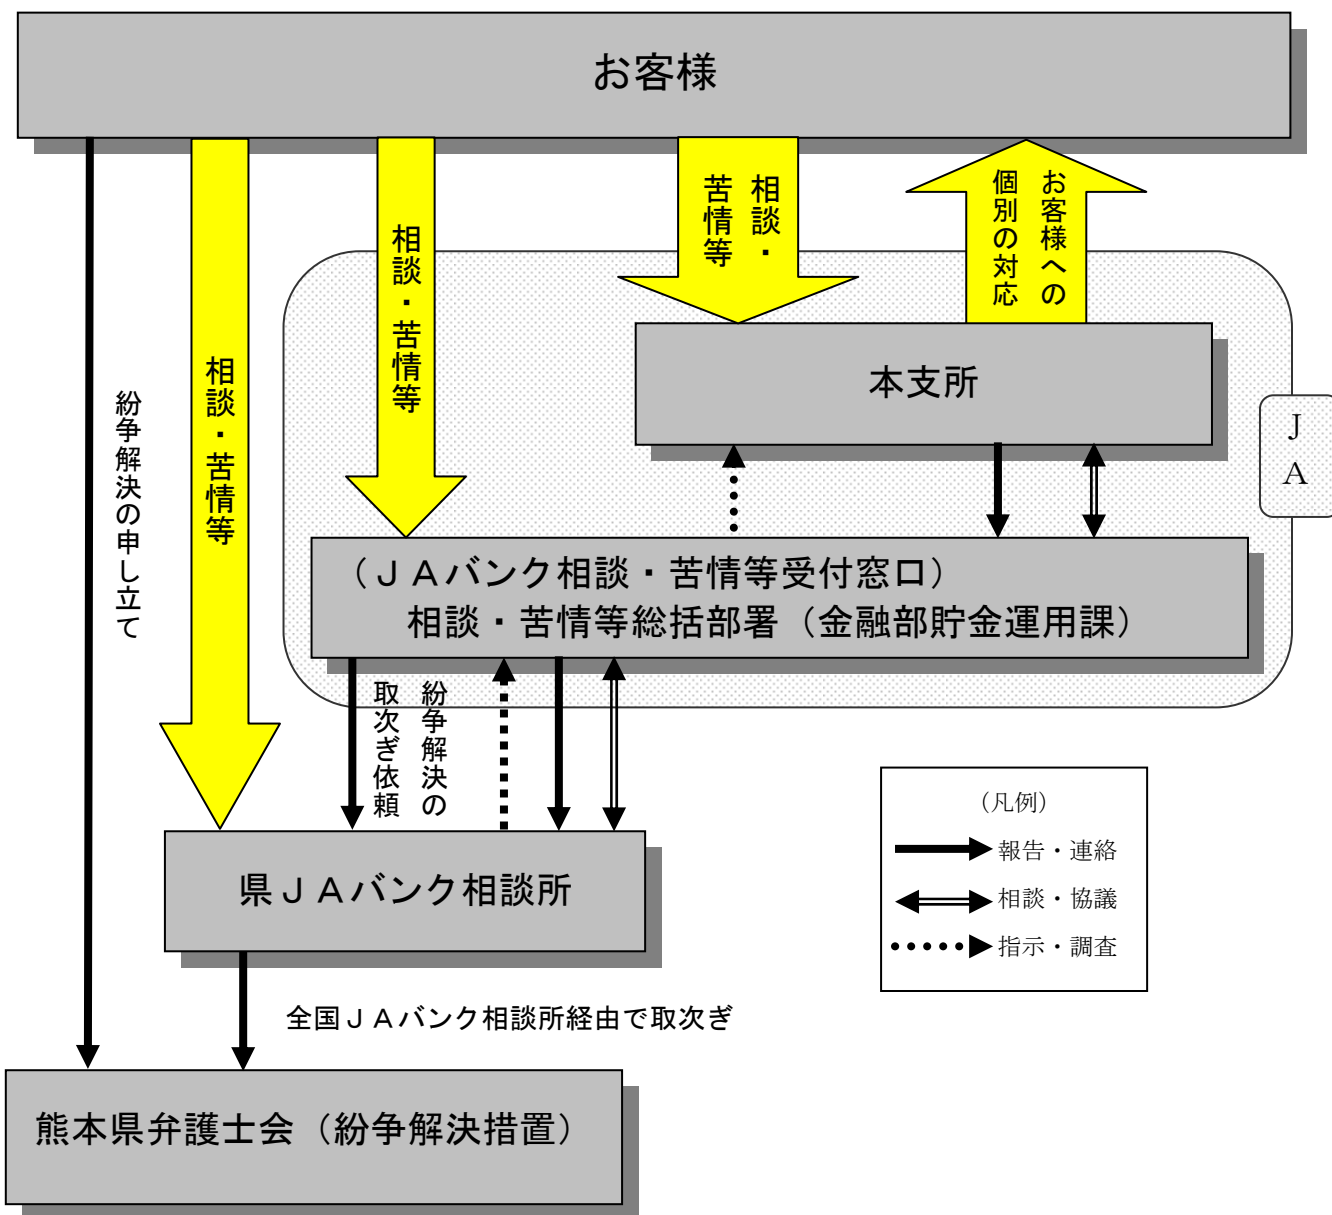 お客様
紛争解決の申し立て
相談・苦情等
相談・苦情等
相談・
苦情等
お客様への
個別の対応
本支所
J
A
（ＪＡバンク相談・苦情等受付窓口）
相談・苦情等総括部署（金融部貯金運用課）
紛争解決の
取次ぎ依頼
県ＪＡバンク相談所
（凡例）
報告・連絡
相談・協議
指示・調査
全国ＪＡバンク相談所経由で取次ぎ
熊本県弁護士会（紛争解決措置）